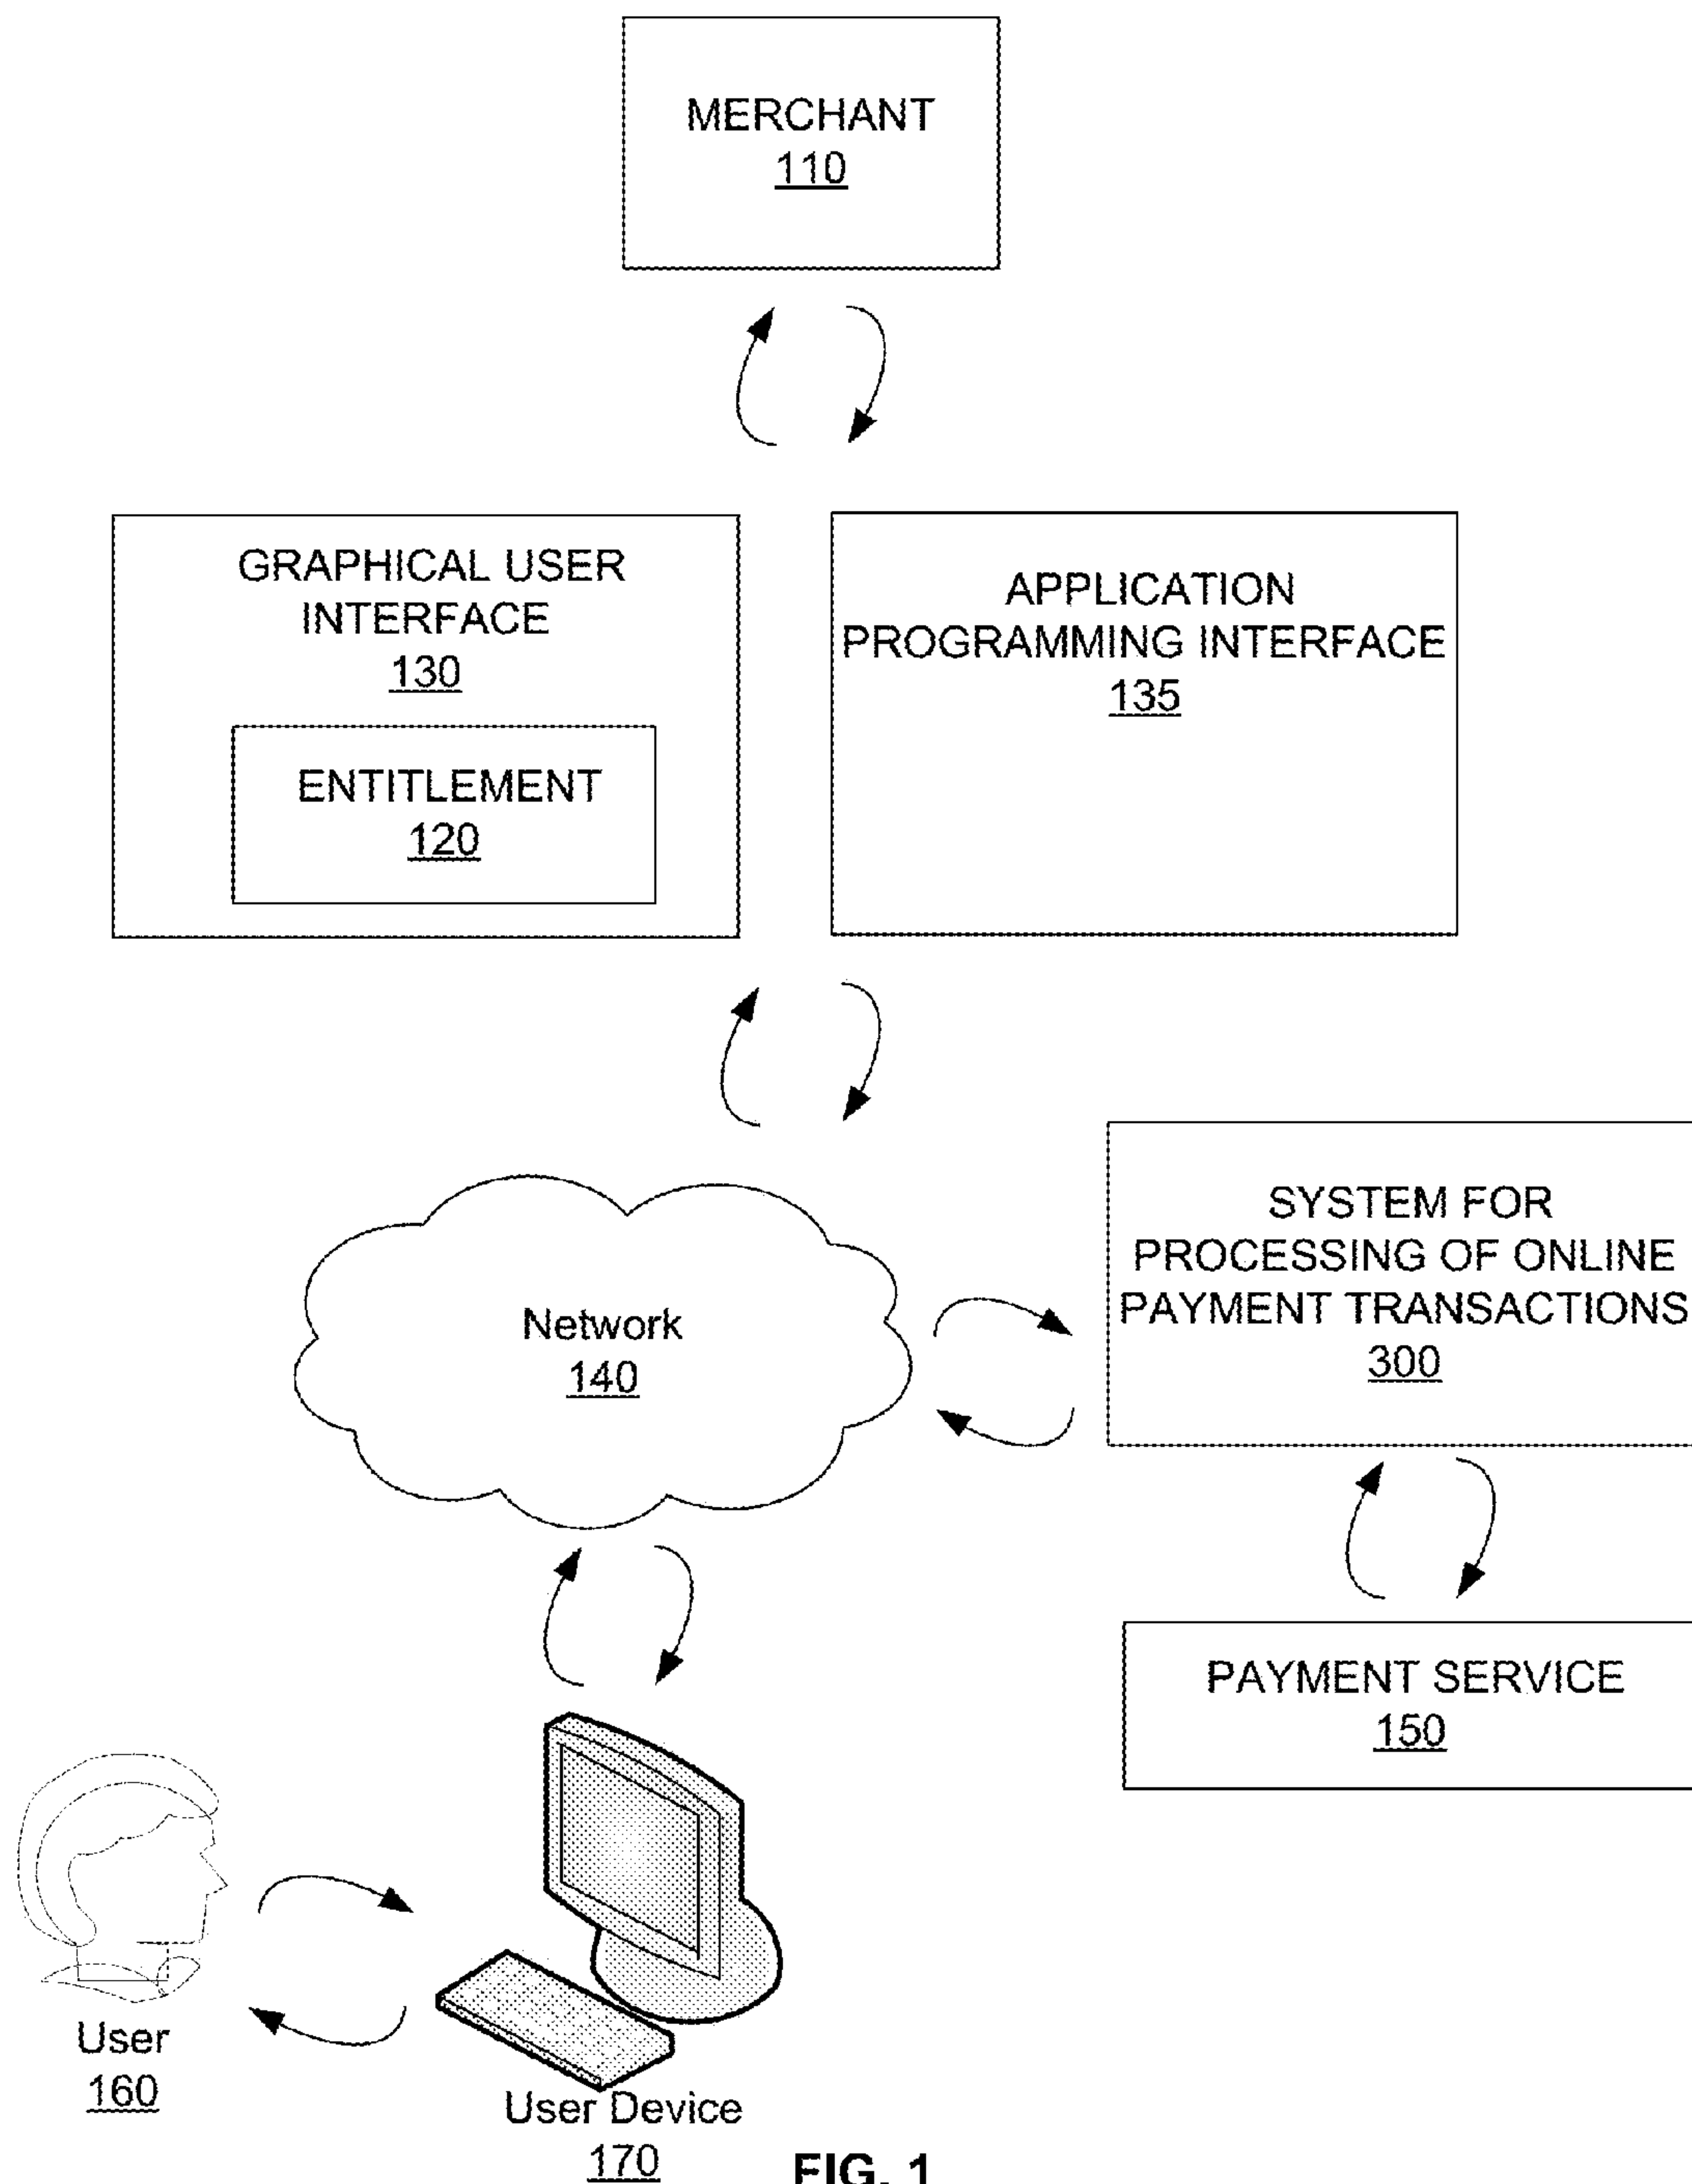 MERCHANT
110
GRAPHICAL USER
INTERFACE
130
ENTITLEMENT
120
APPLICATION
PROGRAMMING INTERFACE
135
SYSTEM FOR
PROCESSING OF ONLINE
PAYMENT TRANSACTIONS
300
Network
140
PAYMENT SERVICE
150
User
160
User Device
170
FIG. 1